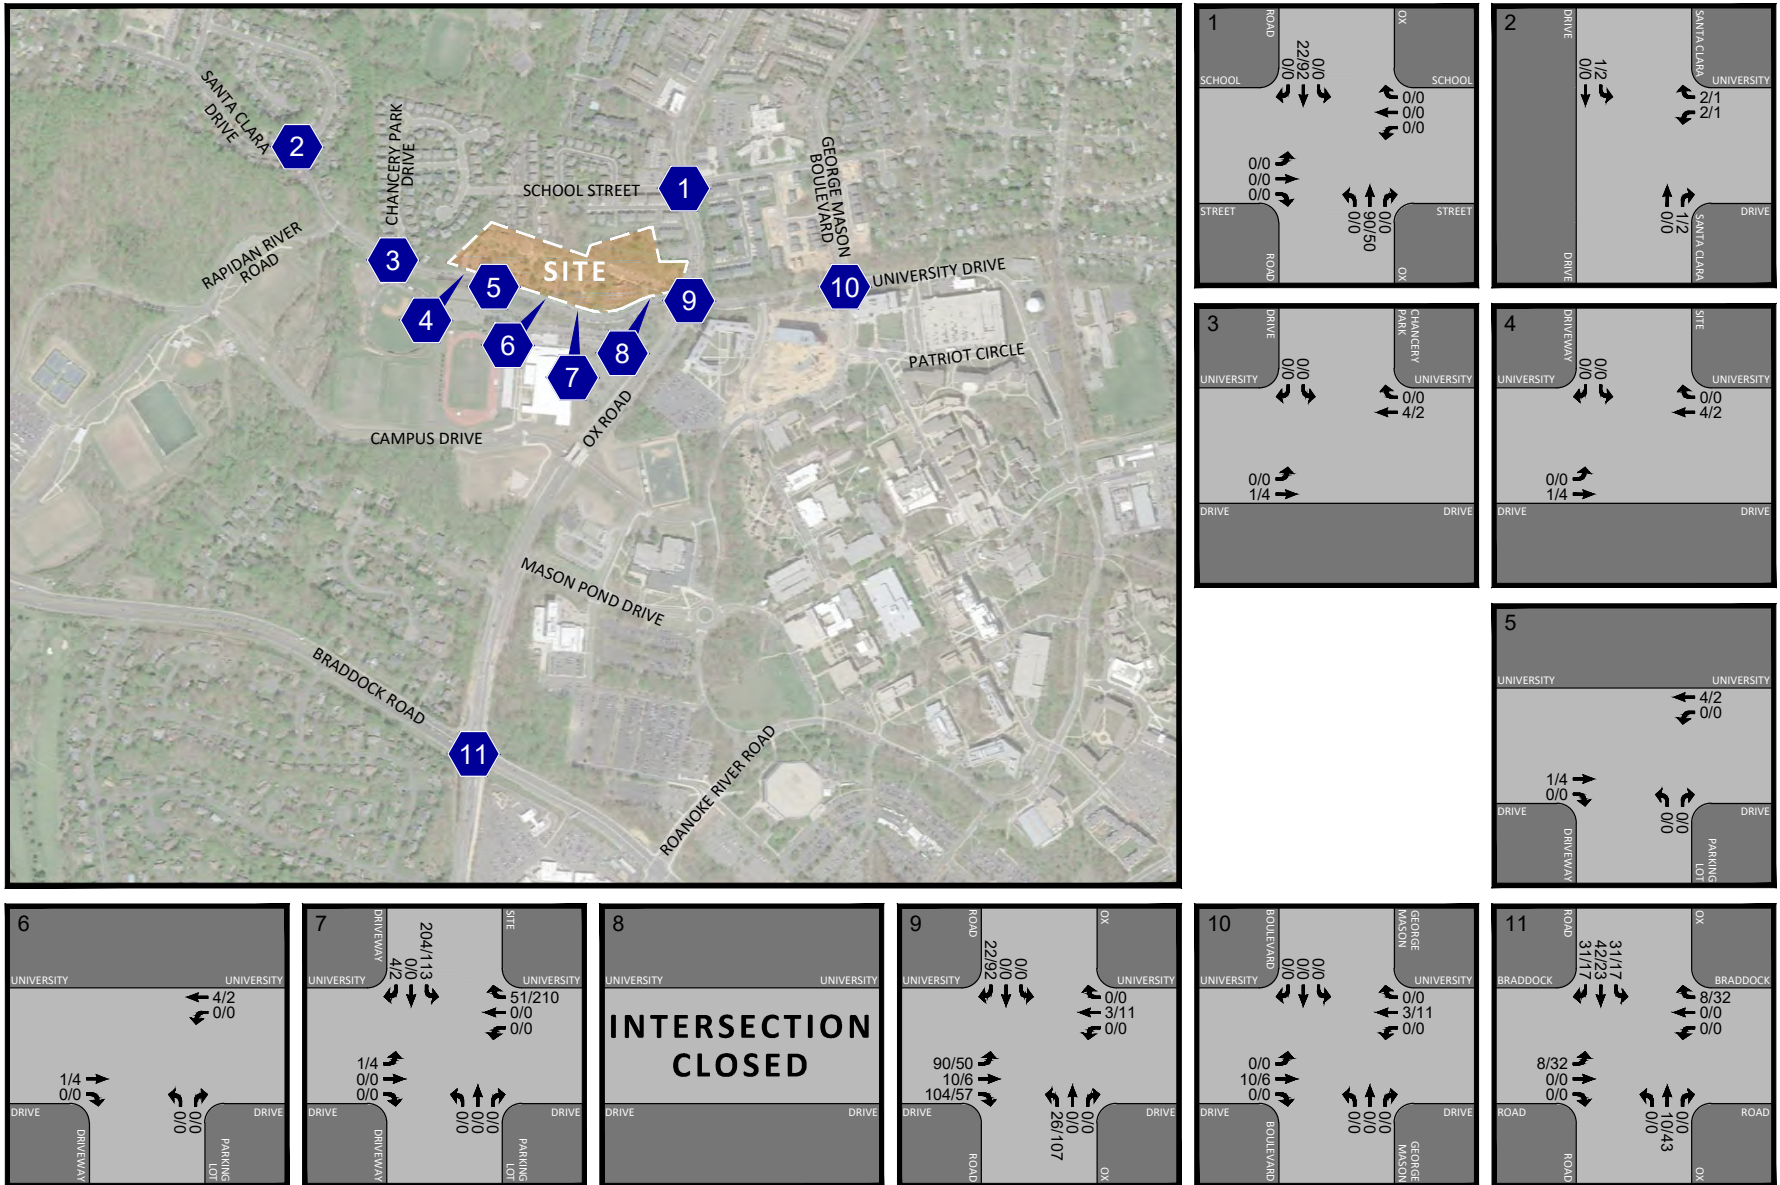 SANTA CLARA
DRIVE
2
CHANCERY PARK
DRIVE
SCHOOL STREET
1
GEORGE MASON
BOULEVARD
RAPIDAN RIVER
ROAD
3
SITE
4
5
6
7
8
9
10
UNIVERSITY DRIVE
PATRIOT CIRCLE
CAMPUS DRIVE
OX ROAD
MASON POND DRIVE
BRADDOCK ROAD
11
ROANOKE RIVER ROAD
1
ROAD
OX
SCHOOL
SCHOOL
0/0
22/92
0/0
0/0
0/0
0/0
0/0
0/0
0/0
0/0
90/50
0/0
STREET
STREET
ROAD
OX
2
DRIVE
SANTA CLARA
UNIVERSITY
0/0
1/2
2/1
2/1
0/0
1/2
DRIVE
DRIVE
SANTA CLARA
3
DRIVE
CHANCERY
PARK
UNIVERSITY
UNIVERSITY
0/0
0/0
0/0
4/2
0/0
1/4
DRIVE
DRIVE
4
DRIVEWAY
SITE
UNIVERSITY
UNIVERSITY
0/0
0/0
0/0
4/2
0/0
1/4
DRIVE
DRIVE
5
UNIVERSITY
UNIVERSITY
4/2
0/0
1/4
0/0
0/0
0/0
DRIVE
DRIVE
DRIVEWAY
PARKING
LOT
6
UNIVERSITY
UNIVERSITY
4/2
0/0
1/4
0/0
0/0
0/0
DRIVE
DRIVE
DRIVEWAY
PARKING
LOT
7
DRIVEWAY
SITE
UNIVERSITY
UNIVERSITY
4/2
0/0
204/113
51/210
0/0
0/0
1/4
0/0
0/0
0/0
0/0
0/0
DRIVE
DRIVE
DRIVEWAY
PARKING
LOT
8
UNIVERSITY
UNIVERSITY
INTERSECTION
CLOSED
DRIVE
DRIVE
9
ROAD
OX
UNIVERSITY
UNIVERSITY
22/92
0/0
0/0
0/0
3/11
0/0
90/50
10/6
104/57
26/107
0/0
0/0
DRIVE
DRIVE
ROAD
OX
10
BOULEVARD
GEORGE
MASON
UNIVERSITY
UNIVERSITY
0/0
0/0
0/0
0/0
3/11
0/0
0/0
10/6
0/0
0/0
0/0
0/0
DRIVE
DRIVE
BOULEVARD
GEORGE
MASON
11
ROAD
OX
BRADDOCK
BRADDOCK
31/17
42/23
31/17
8/32
0/0
0/0
8/32
0/0
0/0
0/0
10/43
0/0
ROAD
ROAD
ROAD
OX